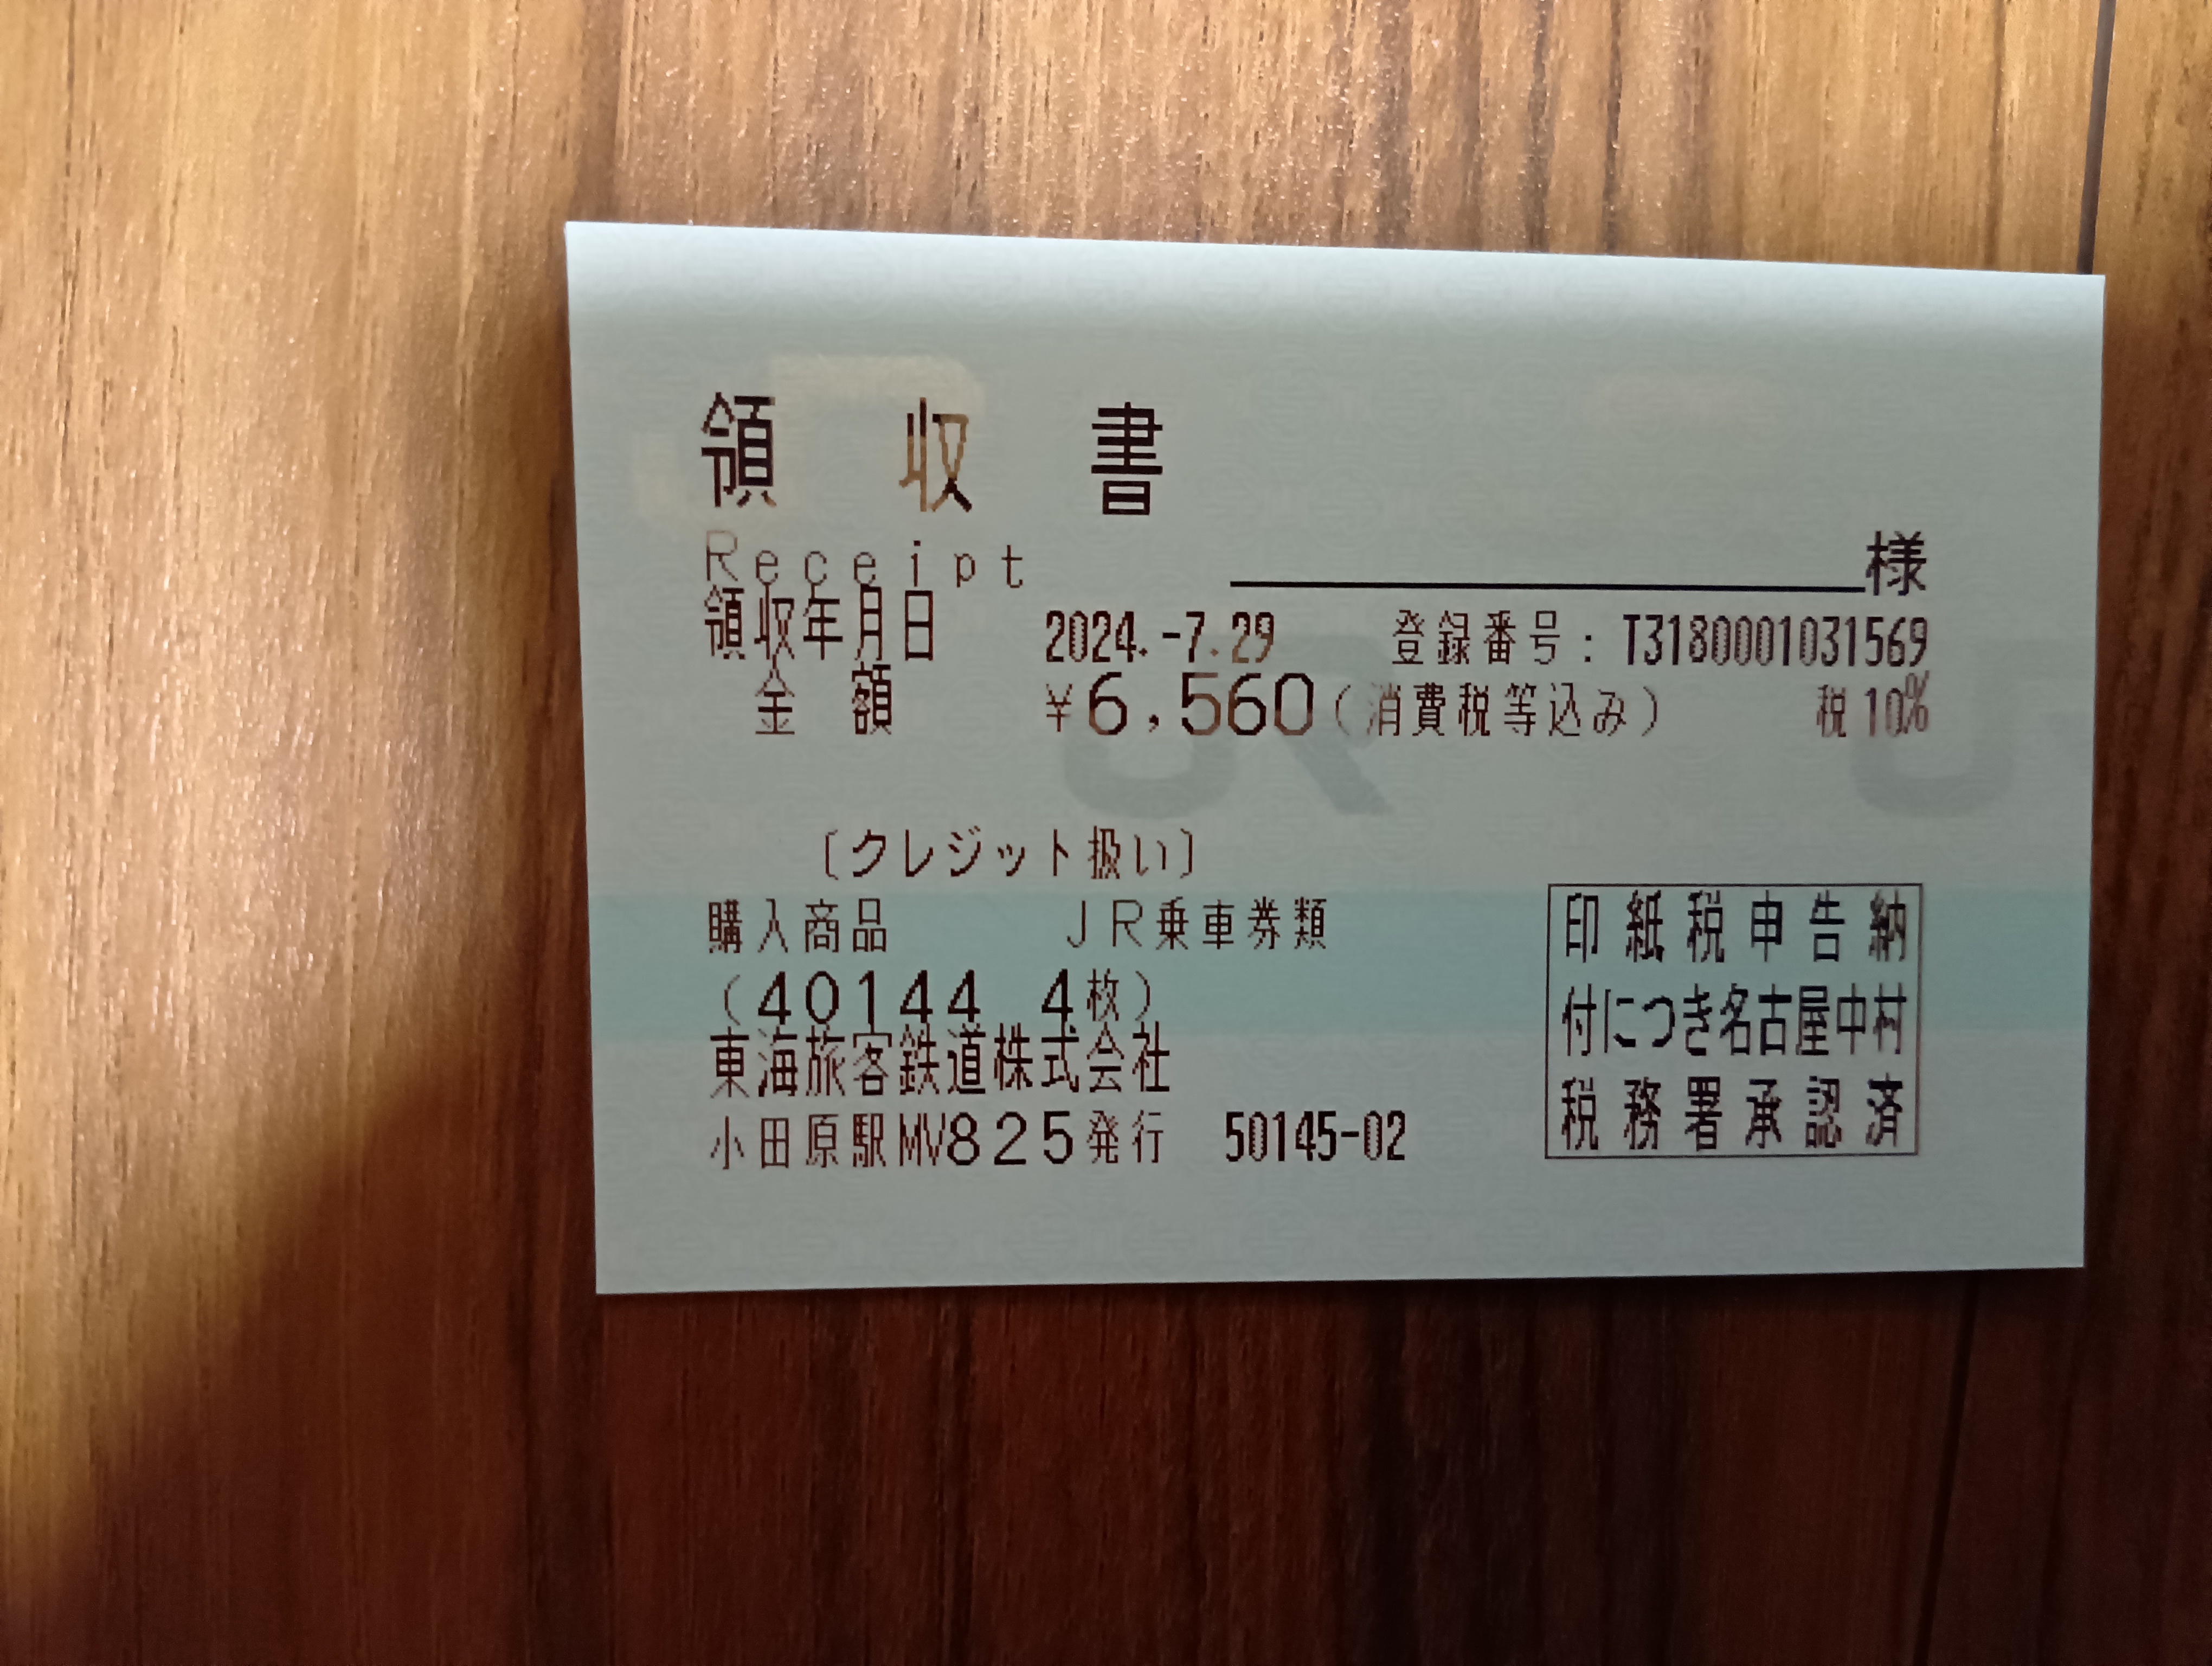 領収書
Receipt
様
領収年月日 2024.-7.29 登録番号：T3180001031569
金額 ¥6,560（消費税等込み） 税10%
〔クレジット扱い〕
購入商品 JR乗車券類
（40144 4枚）
東海旅客鉄道株式会社
小田原駅MV825発行 50145-02
印紙税申告納
付につき名古屋中村
税務署承認済
JR